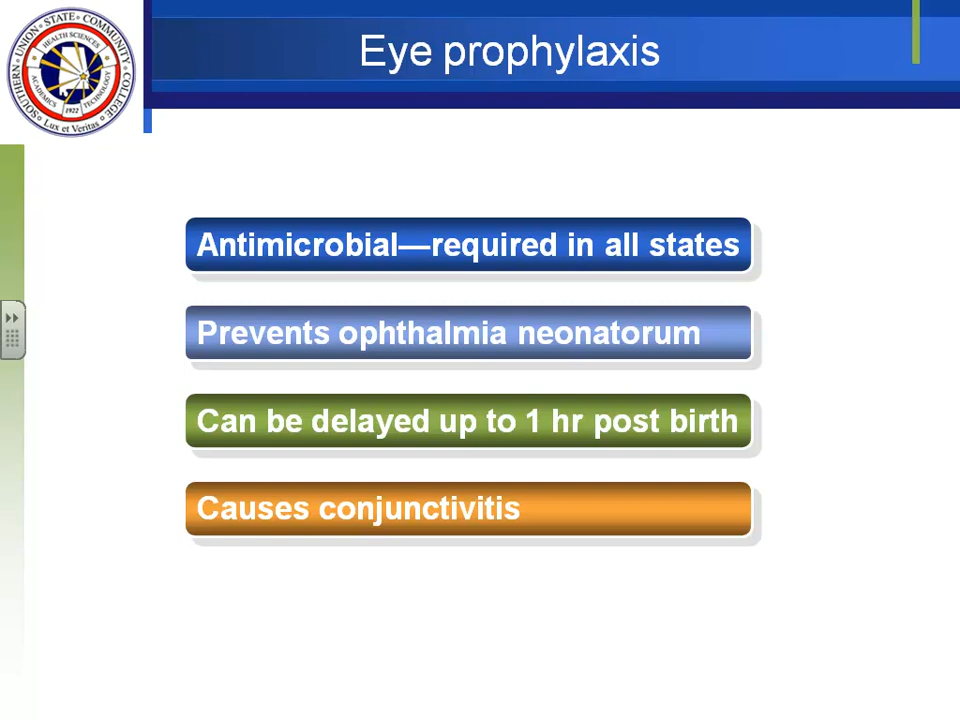 SOUTHERN UNION STATE COMMUNITY COLLEGE
HEALTH SCIENCES
ACADEMICS
TECHNOLOGY
1922
Lux et Veritas
Eye prophylaxis
Antimicrobial—required in all states
Prevents ophthalmia neonatorum
Can be delayed up to 1 hr post birth
Causes conjunctivitis